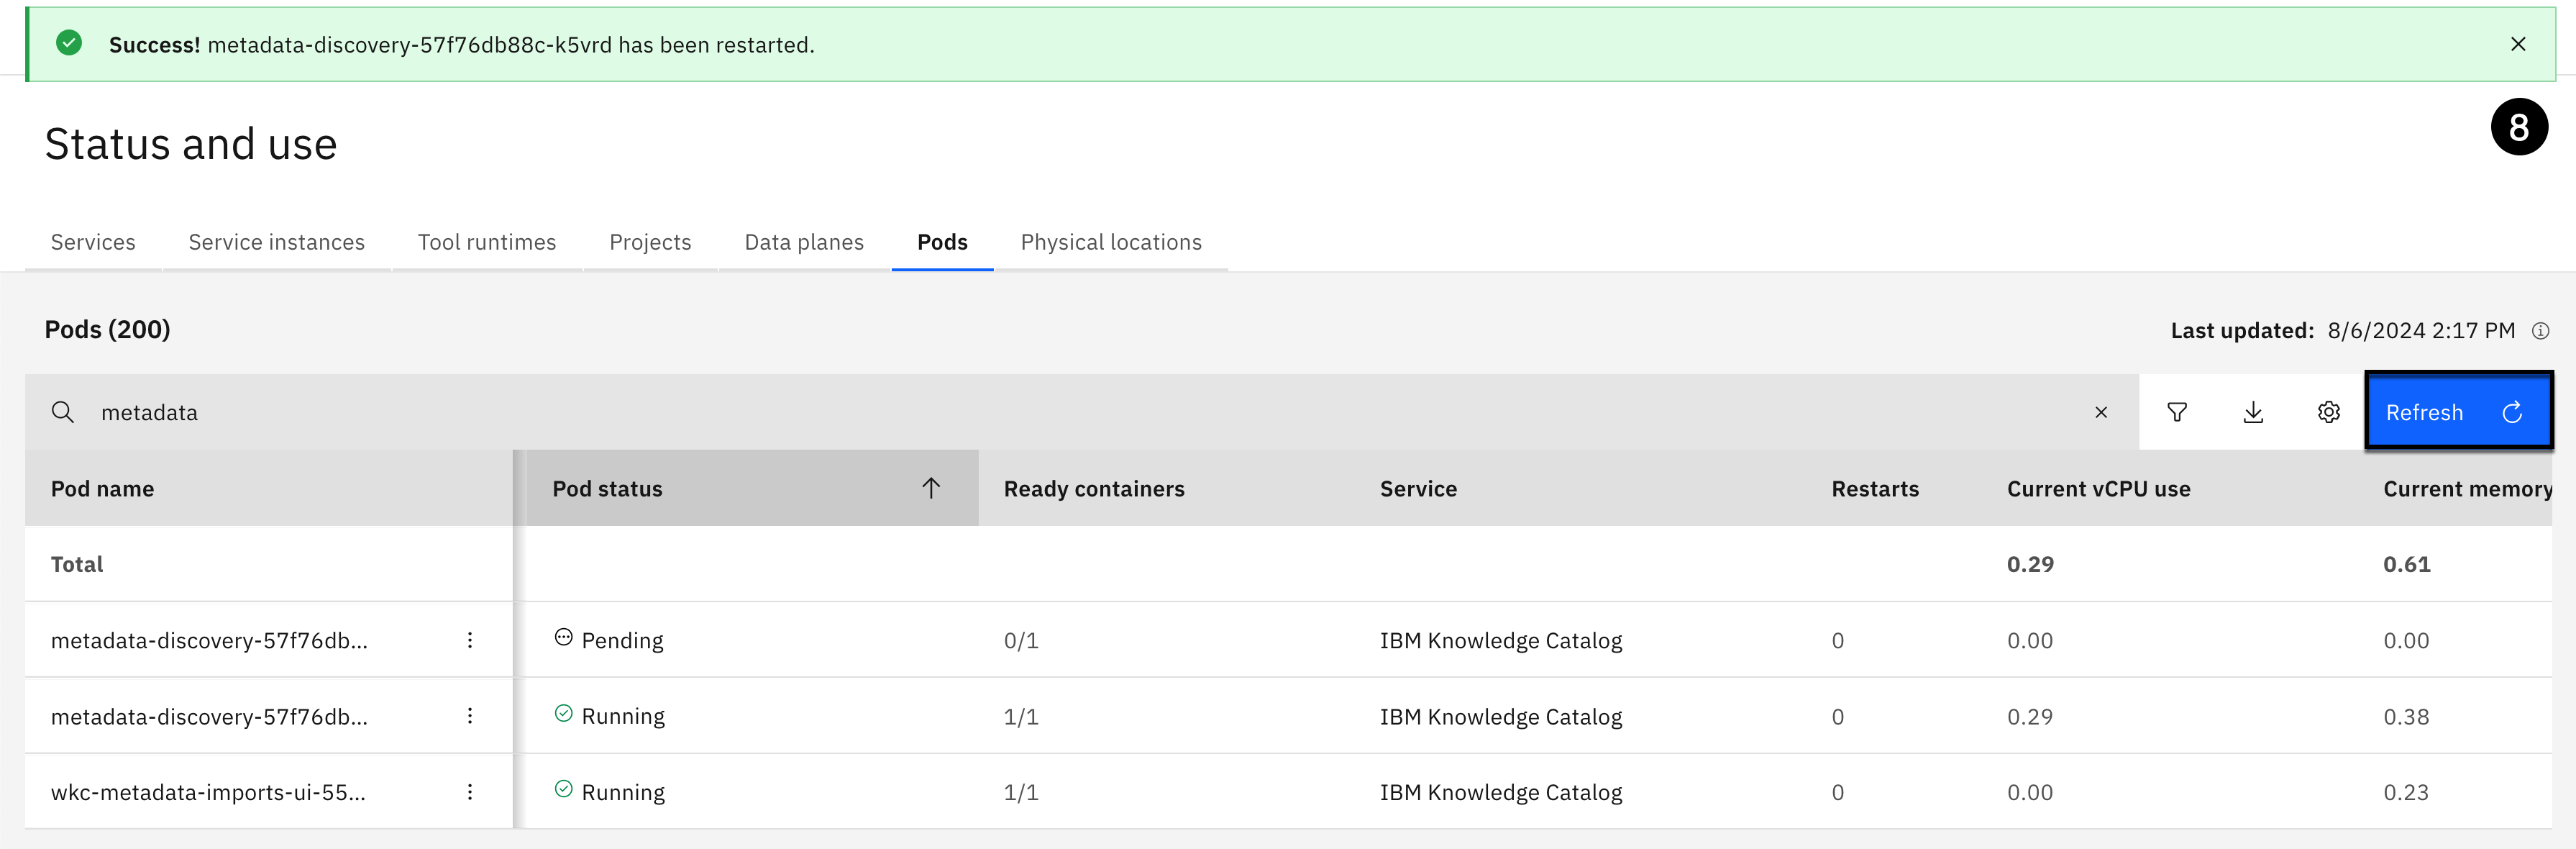 Success! metadata-discovery-57f76db88c-k5vrd has been restarted.
Status and use
8
Services Service instances Tool runtimes Projects Data planes Pods Physical locations
Pods (200)
Last updated: 8/6/2024 2:17 PM
metadata
Refresh
Pod name Pod status Ready containers Service Restarts Current vCPU use Current memory
Total 0.29 0.61
metadata-discovery-57f76db... Pending 0/1 IBM Knowledge Catalog 0 0.00 0.00
metadata-discovery-57f76db... Running 1/1 IBM Knowledge Catalog 0 0.29 0.38
wkc-metadata-imports-ui-55... Running 1/1 IBM Knowledge Catalog 0 0.00 0.23